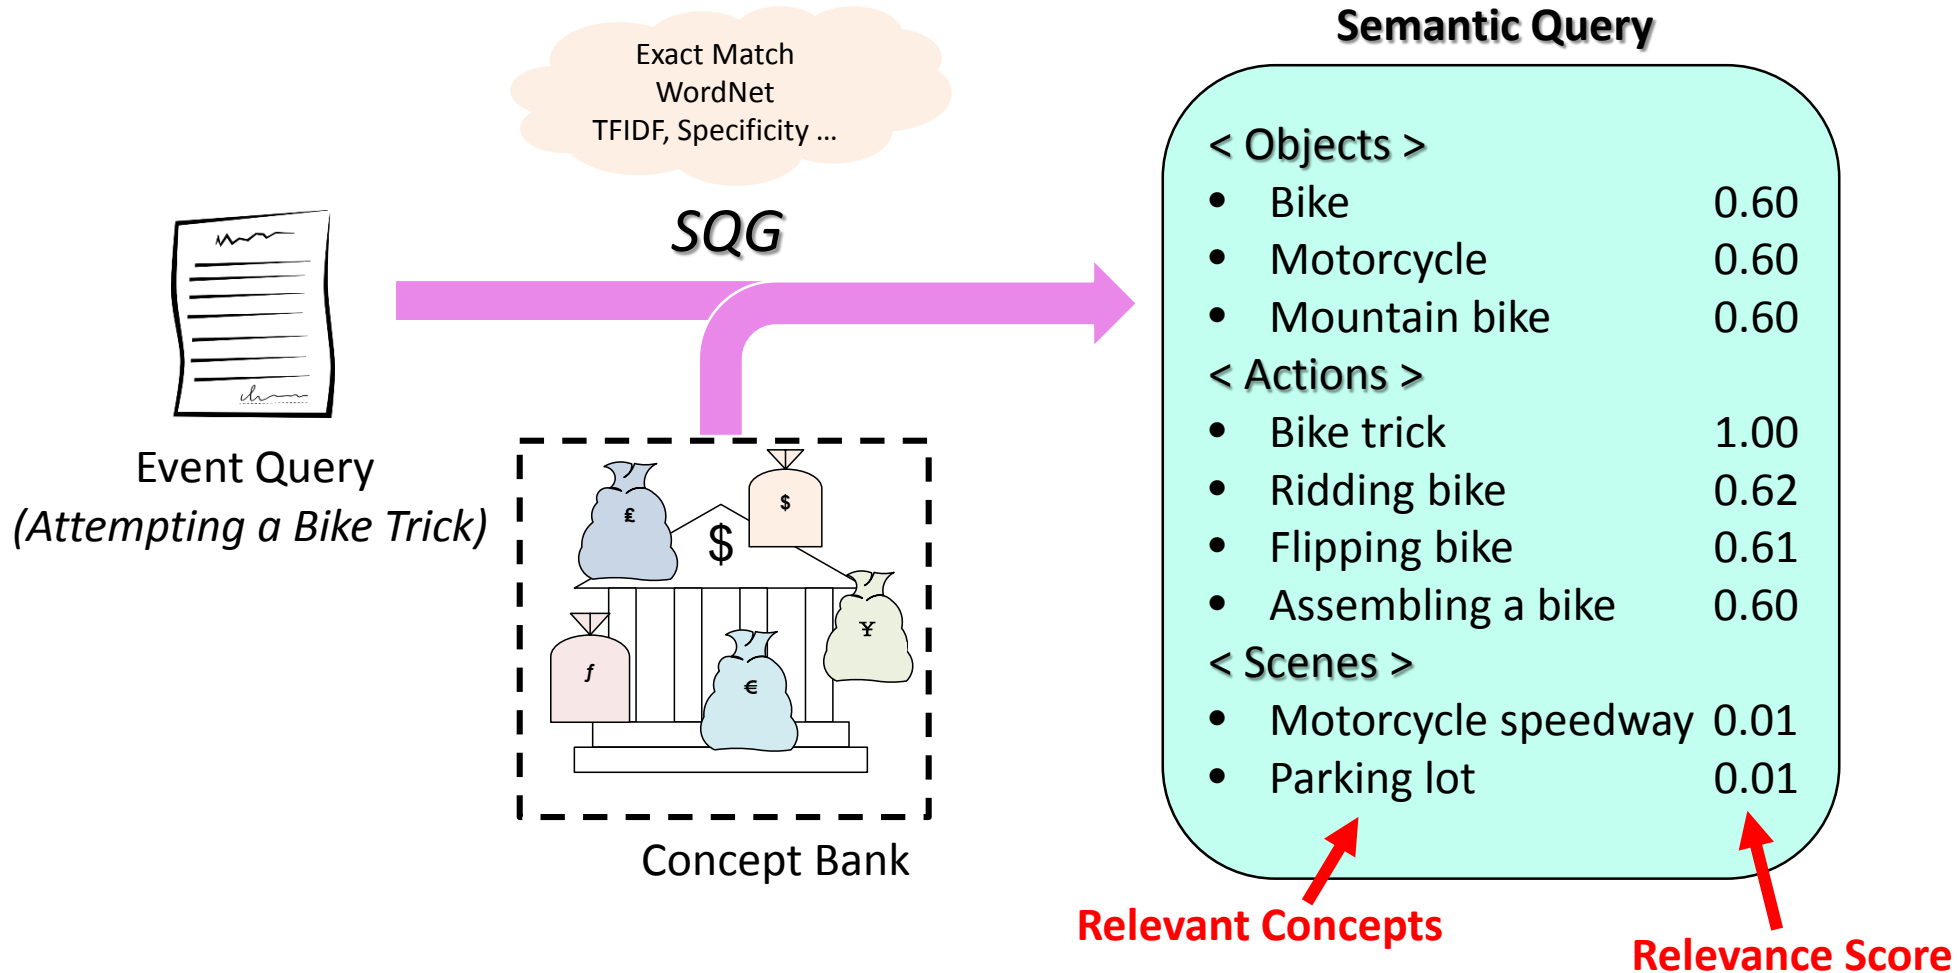 Semantic Query
Exact Match
WordNet
TFIDF, Specificity ...
SQG
Event Query
(Attempting a Bike Trick)
£
$
$
¥
ƒ
€
Concept Bank
< Objects >
• Bike 0.60
• Motorcycle 0.60
• Mountain bike 0.60
< Actions >
• Bike trick 1.00
• Ridding bike 0.62
• Flipping bike 0.61
• Assembling a bike 0.60
< Scenes >
• Motorcycle speedway 0.01
• Parking lot 0.01
Relevant Concepts
Relevance Score